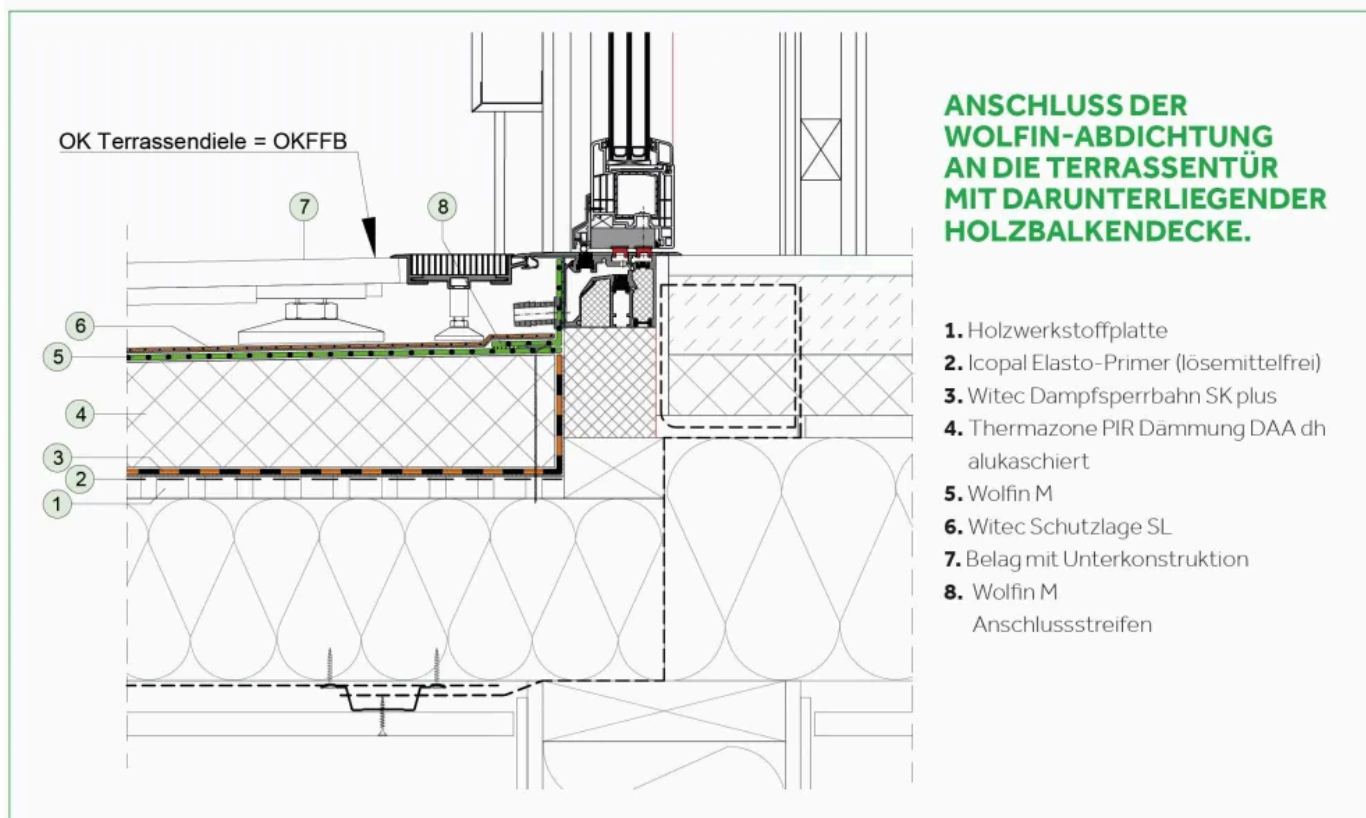 OK Terrassendiele = OKFFB
7
8
6
5
4
3
2
1
ANSCHLUSS DER
WOLFIN-ABDICHTUNG
AN DIE TERRASSENTÜR
MIT DARUNTERLIEGENDER
HOLZBALKENDECKE.
1. Holzwerkstoffplatte
2. Icopal Elasto-Primer (lösemittelfrei)
3. Witec Dampfsperrbahn SK plus
4. Thermazone PIR Dämmung DAA dh
alukaschiert
5. Wolfin M
6. Witec Schutzlage SL
7. Belag mit Unterkonstruktion
8. Wolfin M
Anschlussstreifen